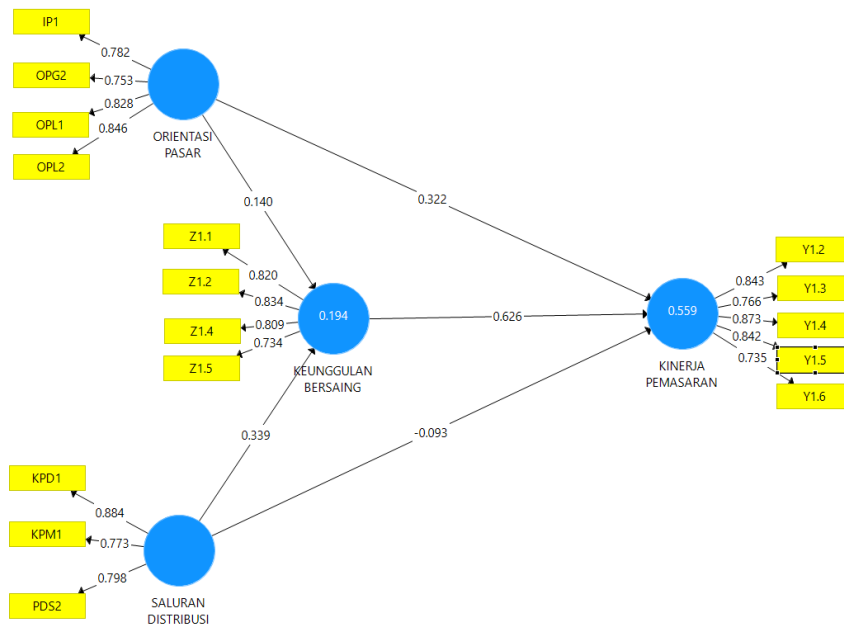 IP1
0.782
OPG2
0.753
0.828
OPL1
0.846
OPL2
ORIENTASI
PASAR
0.140
0.322
Z1.1
0.820
Z1.2
0.834
0.809
Z1.4
0.734
Z1.5
0.194
KEUNGGULAN
BERSAING
0.626
0.559
KINERJA
PEMASARAN
Y1.2
0.843
Y1.3
0.766
0.873
Y1.4
0.842
Y1.5
0.735
Y1.6
0.339
-0.093
KPD1
0.884
KPM1
0.773
0.798
PDS2
SALURAN
DISTRIBUSI